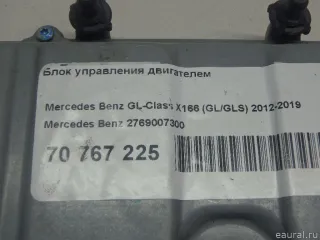 Блок управления двигателем
Mercedes Benz GL-Class X166 (GL/GLS) 2012-2019
Mercedes Benz 2769007300
70 767 225
eaural.ru